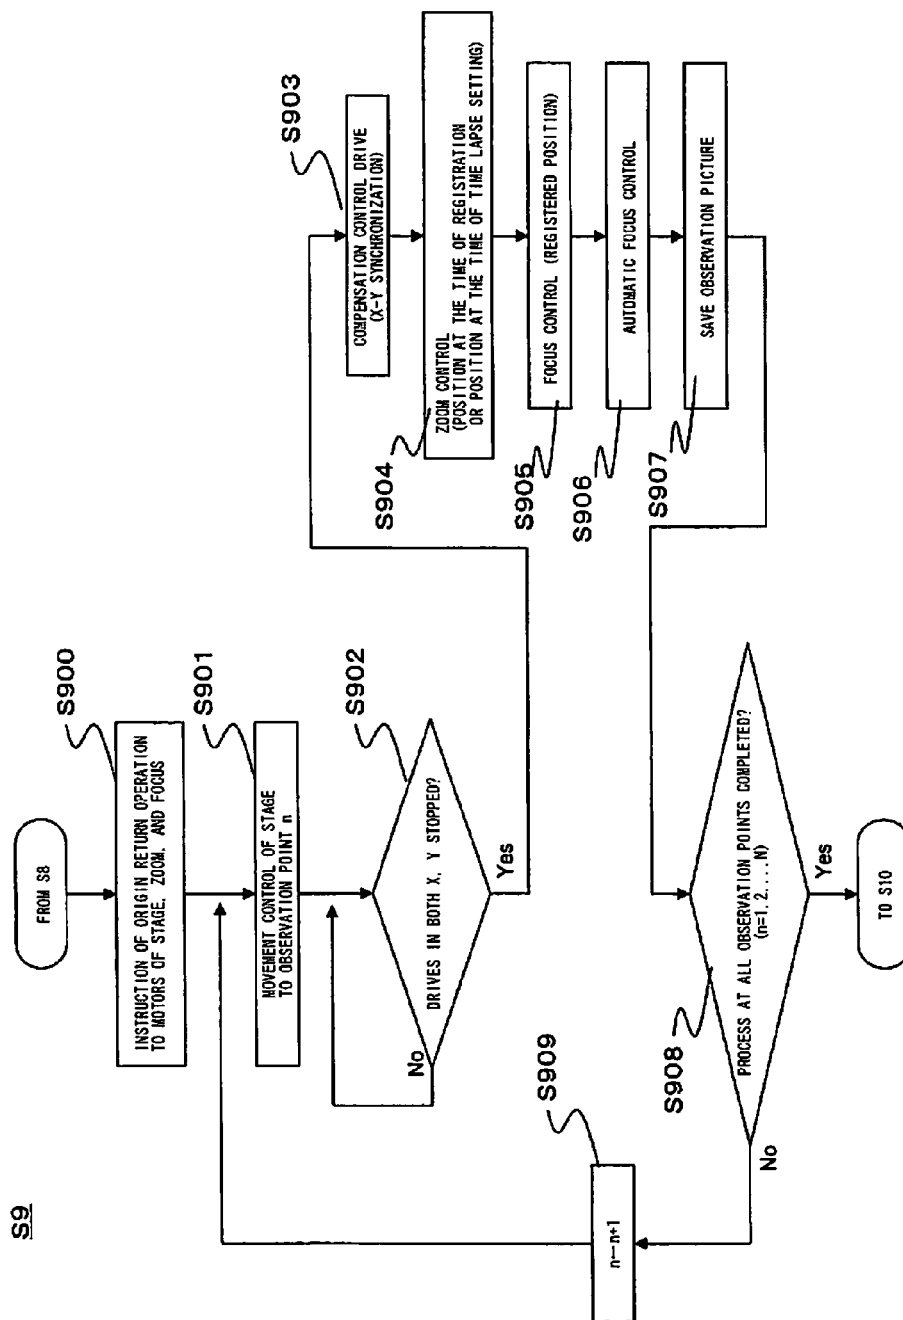 S9
FROM S8
S900
INSTRUCTION OF ORIGIN RETURN OPERATION
TO MOTORS OF STAGE, ZOOM, AND FOCUS
S901
MOVEMENT CONTROL OF STAGE
TO OBSERVATION POINT n
S902
DRIVES IN BOTH X, Y STOPPED?
No
Yes
S903
COMPENSATION CONTROL DRIVE
(X-Y SYNCHRONIZATION)
S904
ZOOM CONTROL
(POSITION AT THE TIME OF REGISTRATION
OR POSITION AT THE TIME OF TIME LAPSE SETTING)
S905
FOCUS CONTROL (REGISTERED POSITION)
S906
AUTOMATIC FOCUS CONTROL
S907
SAVE OBSERVATION PICTURE
S908
PROCESS AT ALL OBSERVATION POINTS COMPLETED?
(n=1, 2,....N)
No
Yes
S909
n←n+1
TO S10